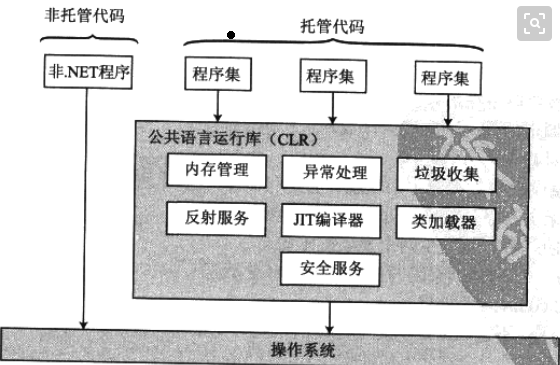 非托管代码
托管代码
非.NET程序
程序集
程序集
程序集
公共语言运行库（CLR）
内存管理
异常处理
垃圾收集
反射服务
JIT编译器
类加载器
安全服务
操作系统